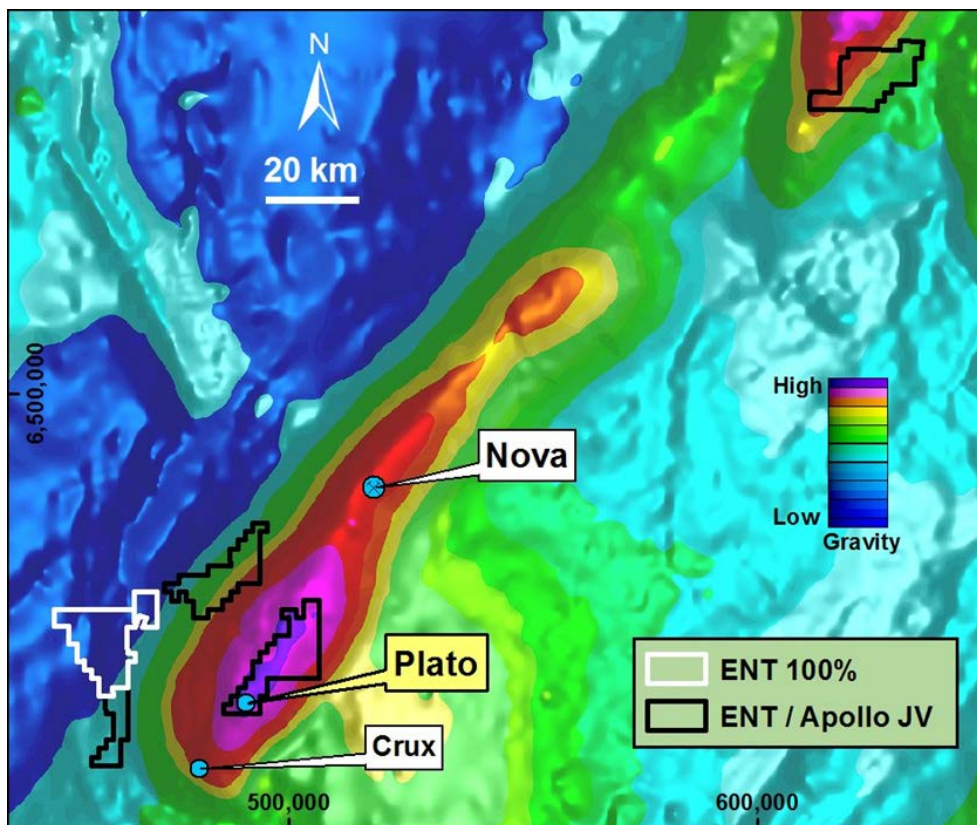 N
20 km
6,500,000
High
Low
Gravity
Nova
Plato
Crux
ENT 100%
ENT / Apollo JV
500,000
600,000